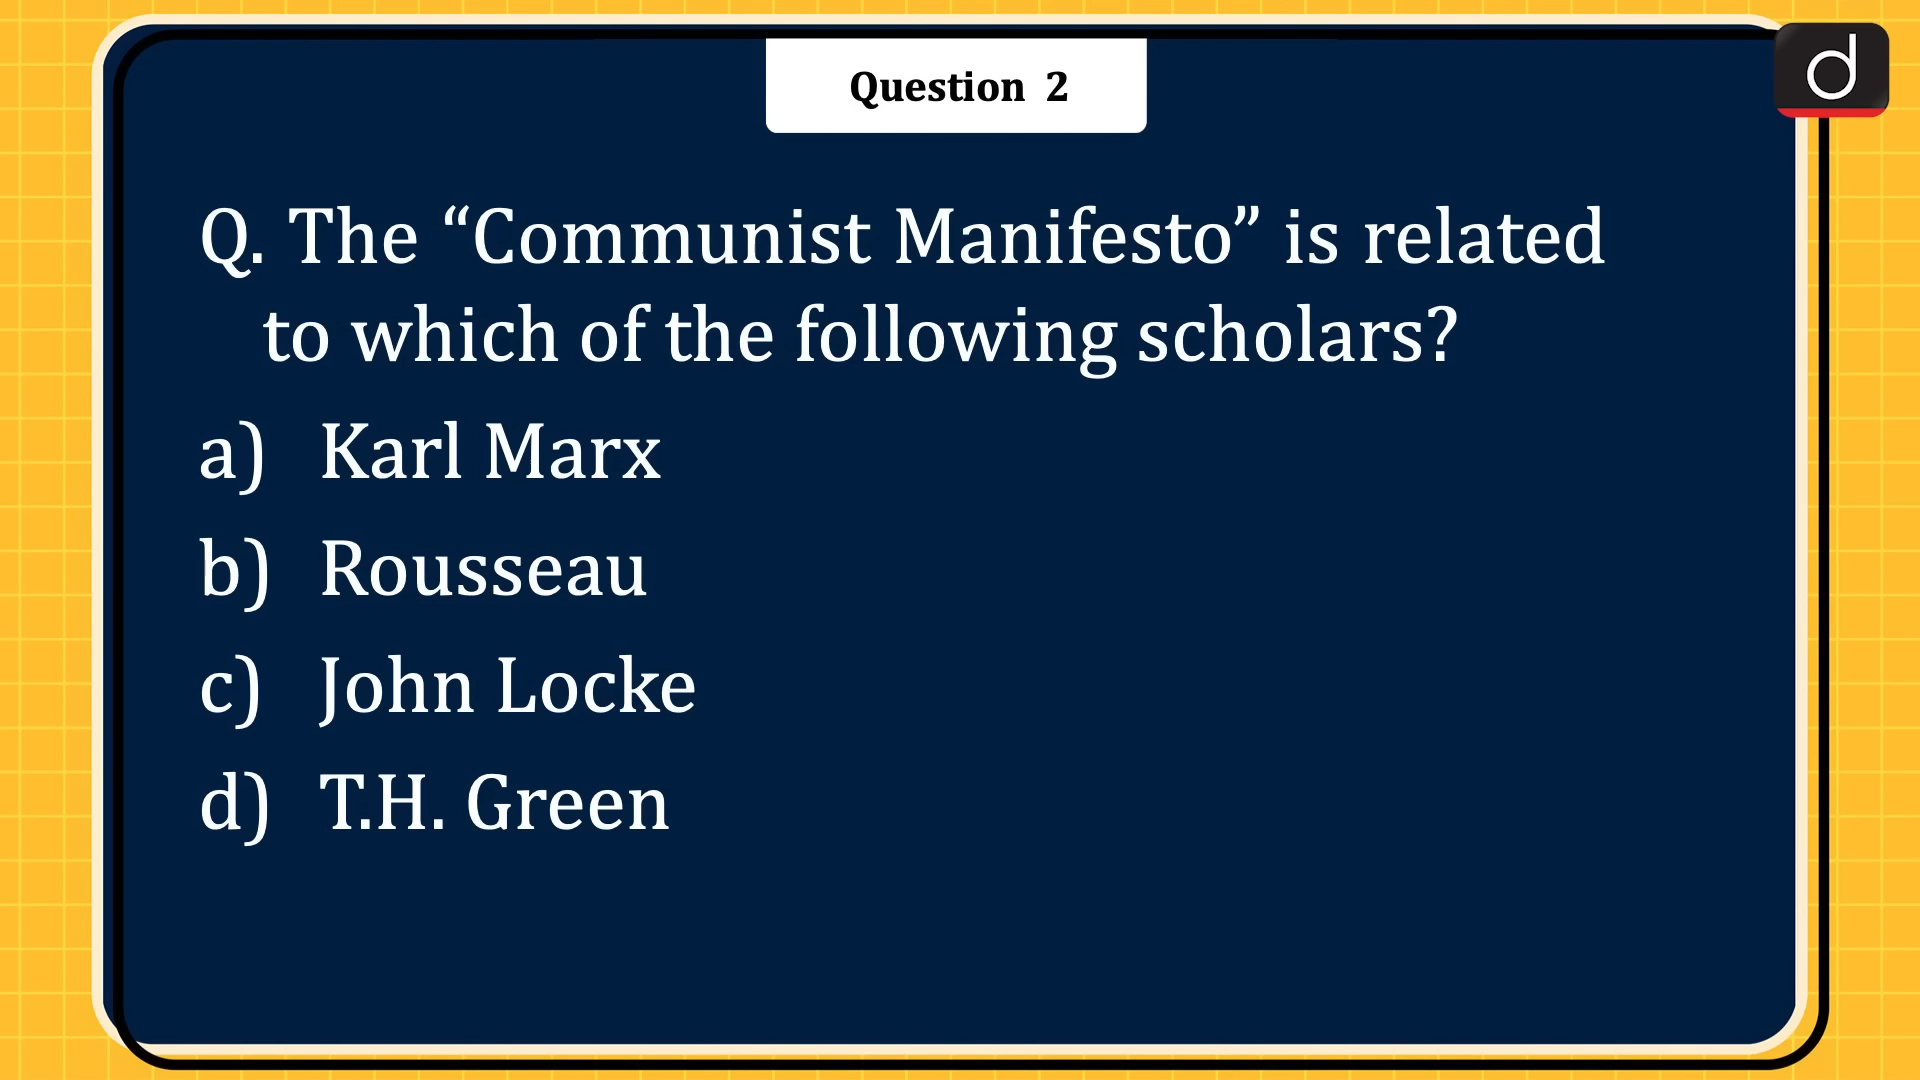 Question 2
Q. The “Communist Manifesto” is related
to which of the following scholars?
a) Karl Marx
b) Rousseau
c) John Locke
d) T.H. Green
d